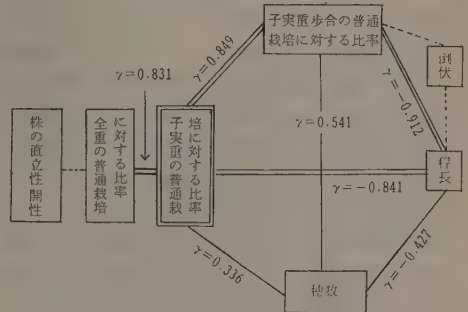 子実重歩合の普通
栽培に対する比率
倒伏
γ=0.849
γ=0.831
γ=-0.912
γ=0.541
株の直立性開性
全重の普通栽培
に対する比率
子実重の普通栽
培に対する比率
稈長
γ=-0.841
γ=0.336
γ=-0.427
穂数